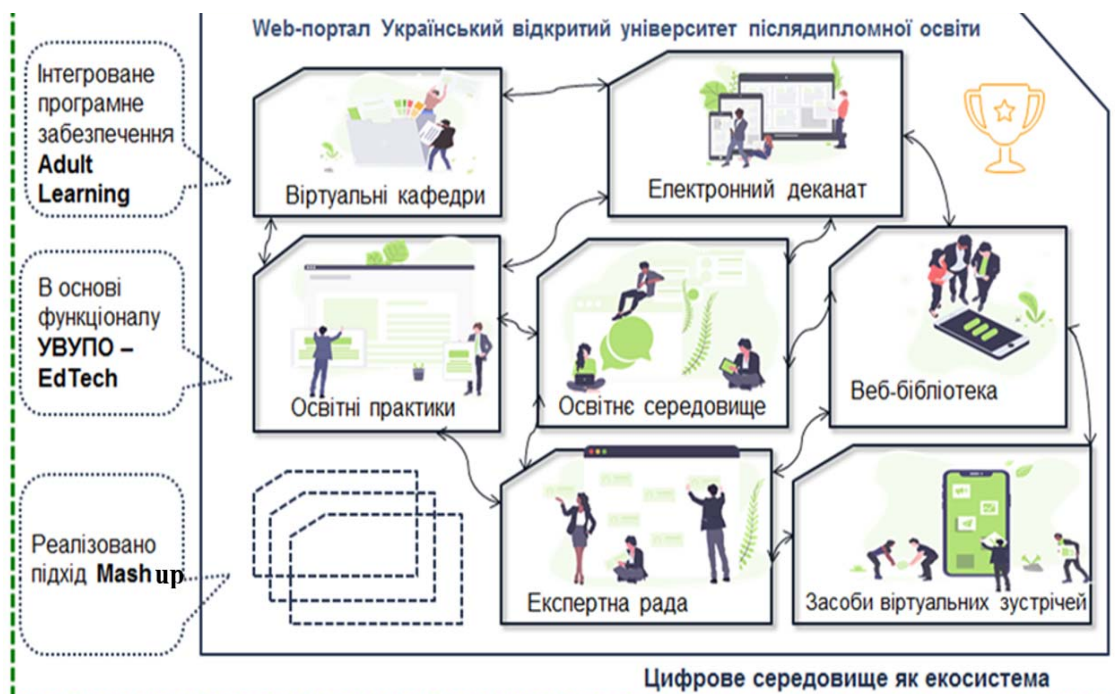 Web-портал Український відкритий університет післядипломної освіти
Інтегроване
програмне
забезпечення
Adult
Learning
Віртуальні кафедри
Електронний деканат
В основі
функціоналу
УВУПО –
EdTech
Освітні практики
Освітнє середовище
Веб-бібліотека
Реалізовано
підхід Mash up
Експертна рада
Засоби віртуальних зустрічей
Цифрове середовище як екосистема